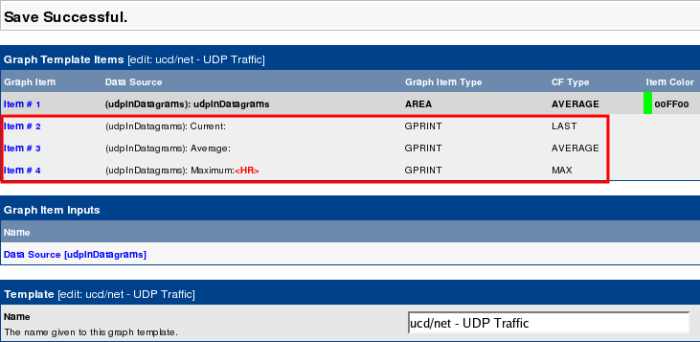 Save Successful.
Graph Template Items [edit: ucd/net - UDP Traffic]
Graph Item Data Source Graph Item Type CF Type Item Color
Item # 1 (udpInDatagrams): udpInDatagrams AREA AVERAGE 00FF00
Item # 2 (udpInDatagrams): Current: GPRINT LAST
Item # 3 (udpInDatagrams): Average: GPRINT AVERAGE
Item # 4 (udpInDatagrams): Maximum:<HR> GPRINT MAX
Graph Item Inputs
Name
Data Source [udpInDatagrams]
Template [edit: ucd/net - UDP Traffic]
Name
The name given to this graph template.
ucd/net - UDP Traffic